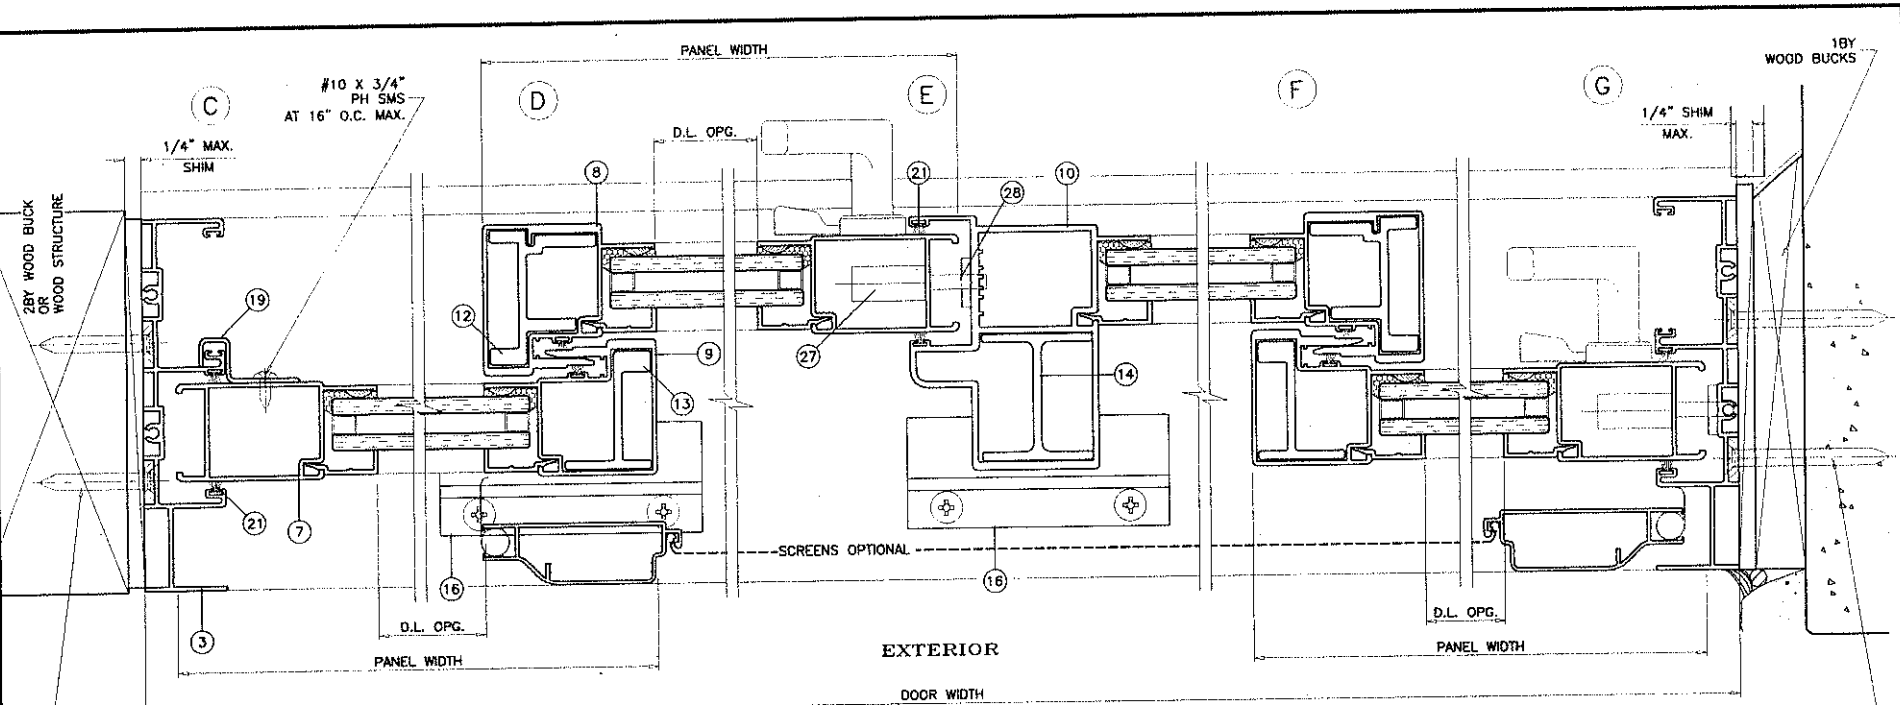 PANEL WIDTH
1BY
WOOD BUCKS
#10 X 3/4"
PH SMS
AT 16" O.C. MAX.
C
D
E
F
G
1/4" MAX.
SHIM
D.L. OPG.
1/4" SHIM
MAX.
2BY WOOD BUCK
OR
WOOD STRUCTURE
8
21
10
28
19
12
9
27
14
13
21
7
SCREENS OPTIONAL
16
16
3
D.L. OPG.
D.L. OPG.
EXTERIOR
PANEL WIDTH
PANEL WIDTH
DOOR WIDTH